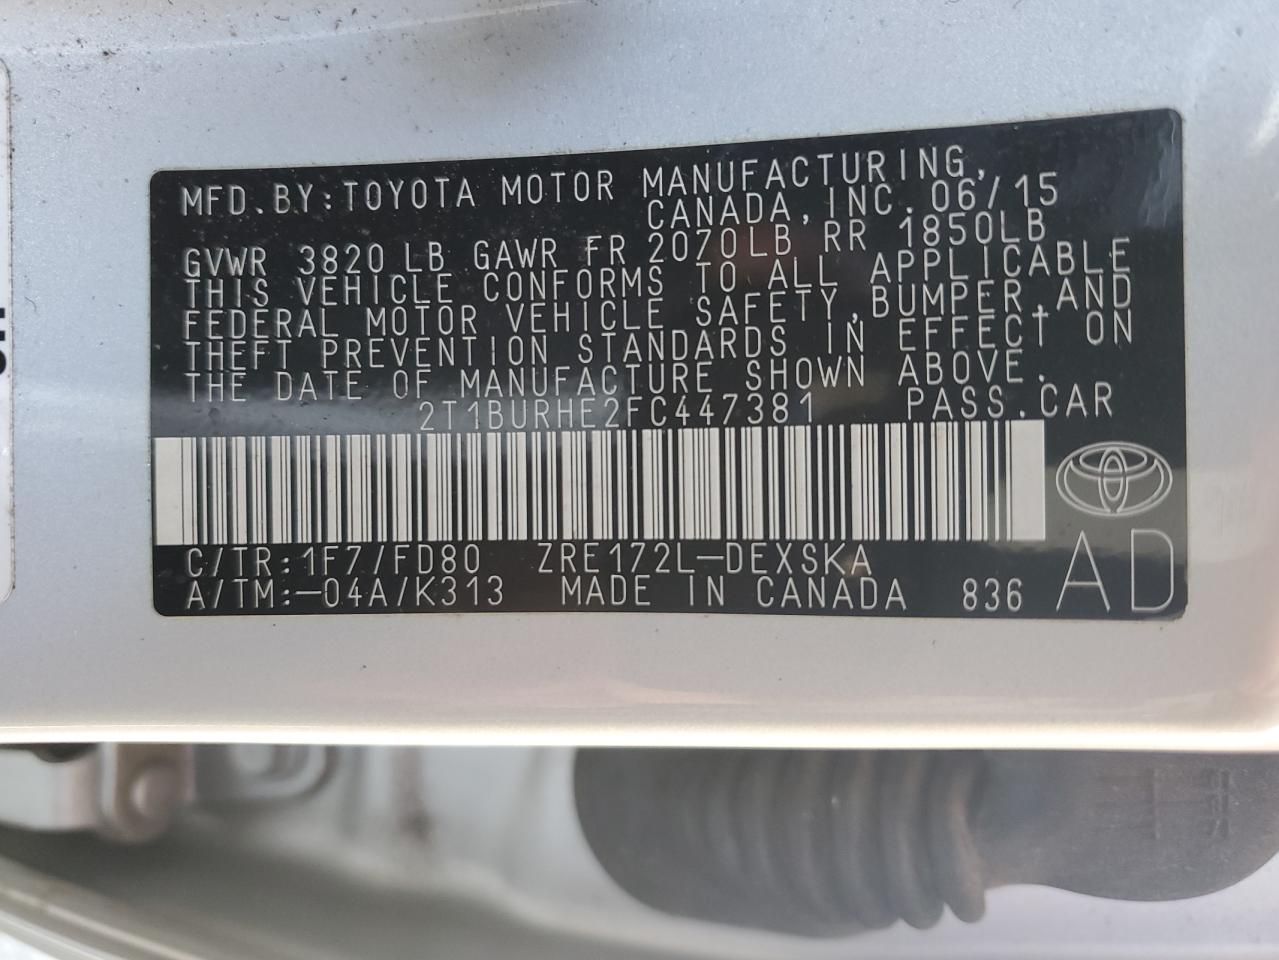 MFD.BY:TOYOTA MOTOR MANUFACTURING,
CANADA,INC.06/15
GVWR 3820LB GAWR FR 2070LB RR 1850LB
THIS VEHICLE CONFORMS TO ALL APPLICABLE
FEDERAL MOTOR VEHICLE SAFETY,BUMPER,AND
THEFT PREVENTION STANDARDS IN EFFECT ON
THE DATE OF MANUFACTURE SHOWN ABOVE.
2T1BURHE2FC447381 PASS.CAR
C/TR:1F7/FD80 ZRE172L-DEXSKA
A/TM:-04A/K313 MADE IN CANADA 836 AD